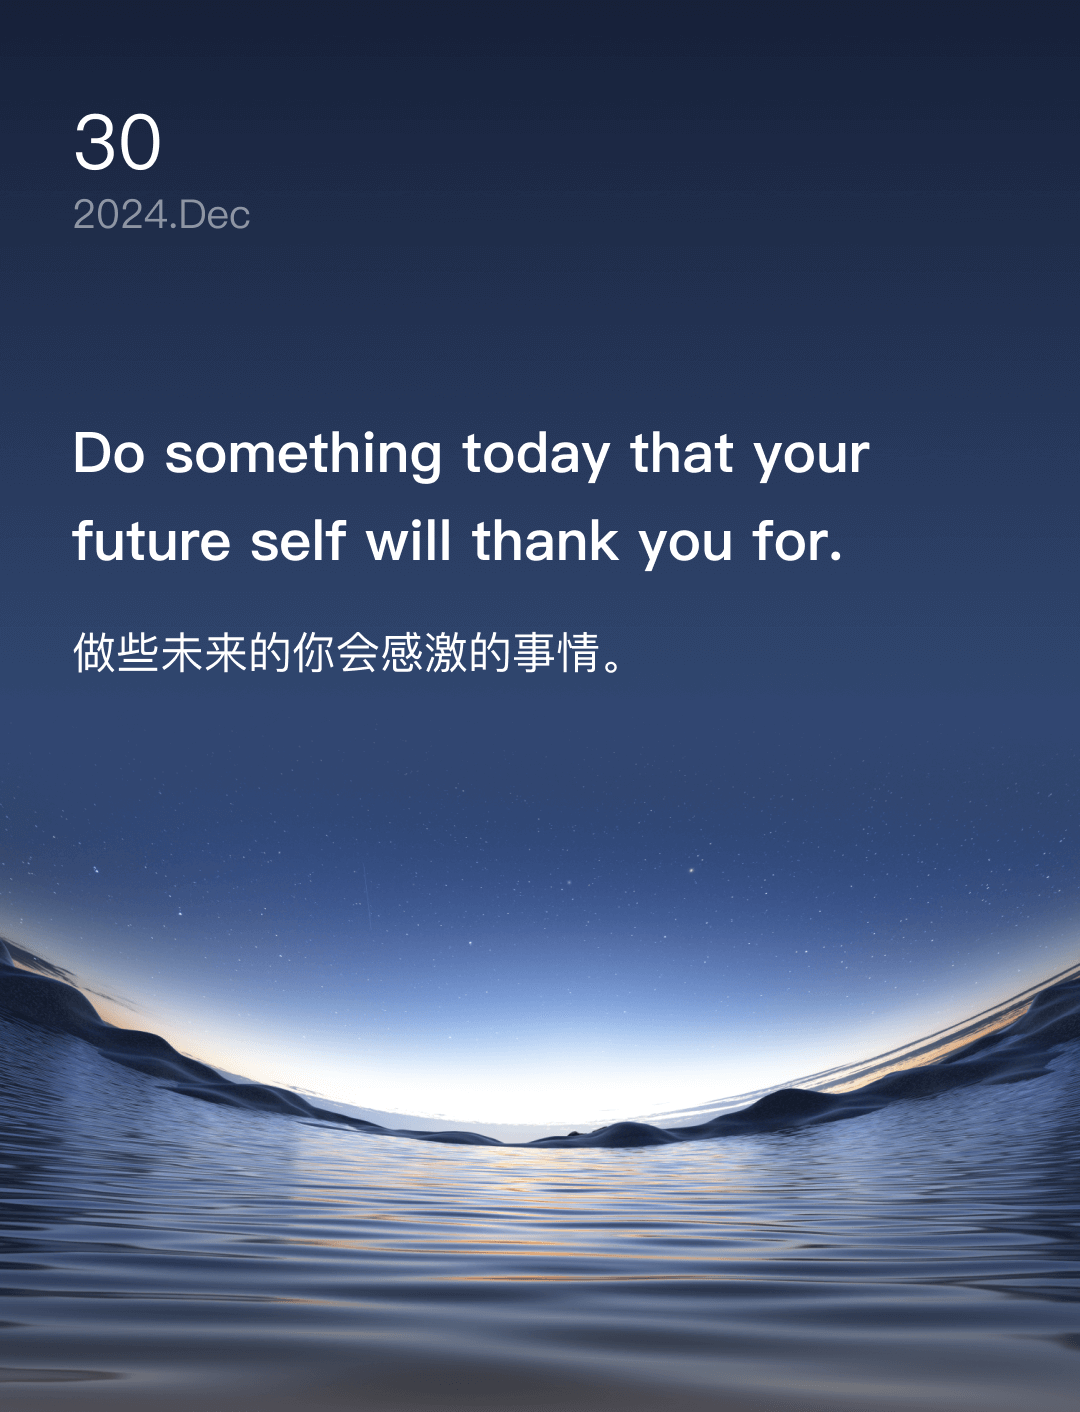 30
2024.Dec
Do something today that your
future self will thank you for.
做些未来的你会感激的事情。